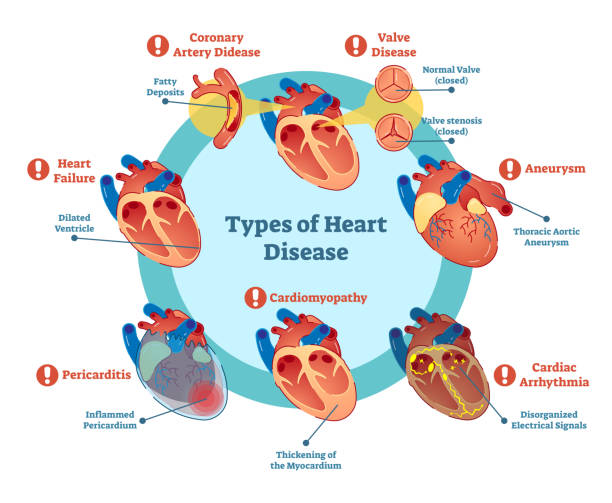 Coronary
Artery Didease
Fatty
Deposits
Valve
Disease
Normal Valve
(closed)
Valve stenosis
(closed)
Heart
Failure
Dilated
Ventricle
Aneurysm
Thoracic Aortic
Aneurysm
Types of Heart
Disease
Cardiomyopathy
Thickening of
the Myocardium
Pericarditis
Inflammed
Pericardium
Cardiac
Arrhythmia
Disorganized
Electrical Signals